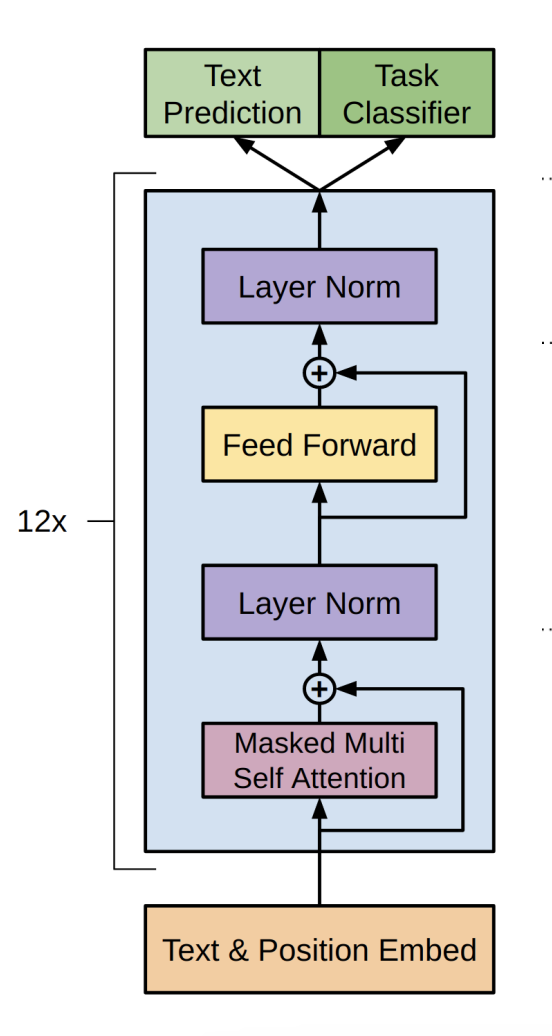 Text
Prediction
Task
Classifier
Layer Norm
Feed Forward
12x
Layer Norm
Masked Multi
Self Attention
Text & Position Embed